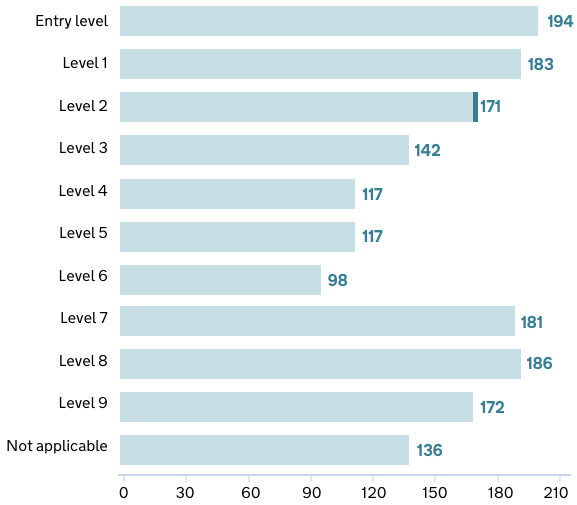 Entry level 194
Level 1 183
Level 2 171
Level 3 142
Level 4 117
Level 5 117
Level 6 98
Level 7 181
Level 8 186
Level 9 172
Not applicable 136
0 30 60 90 120 150 180 210